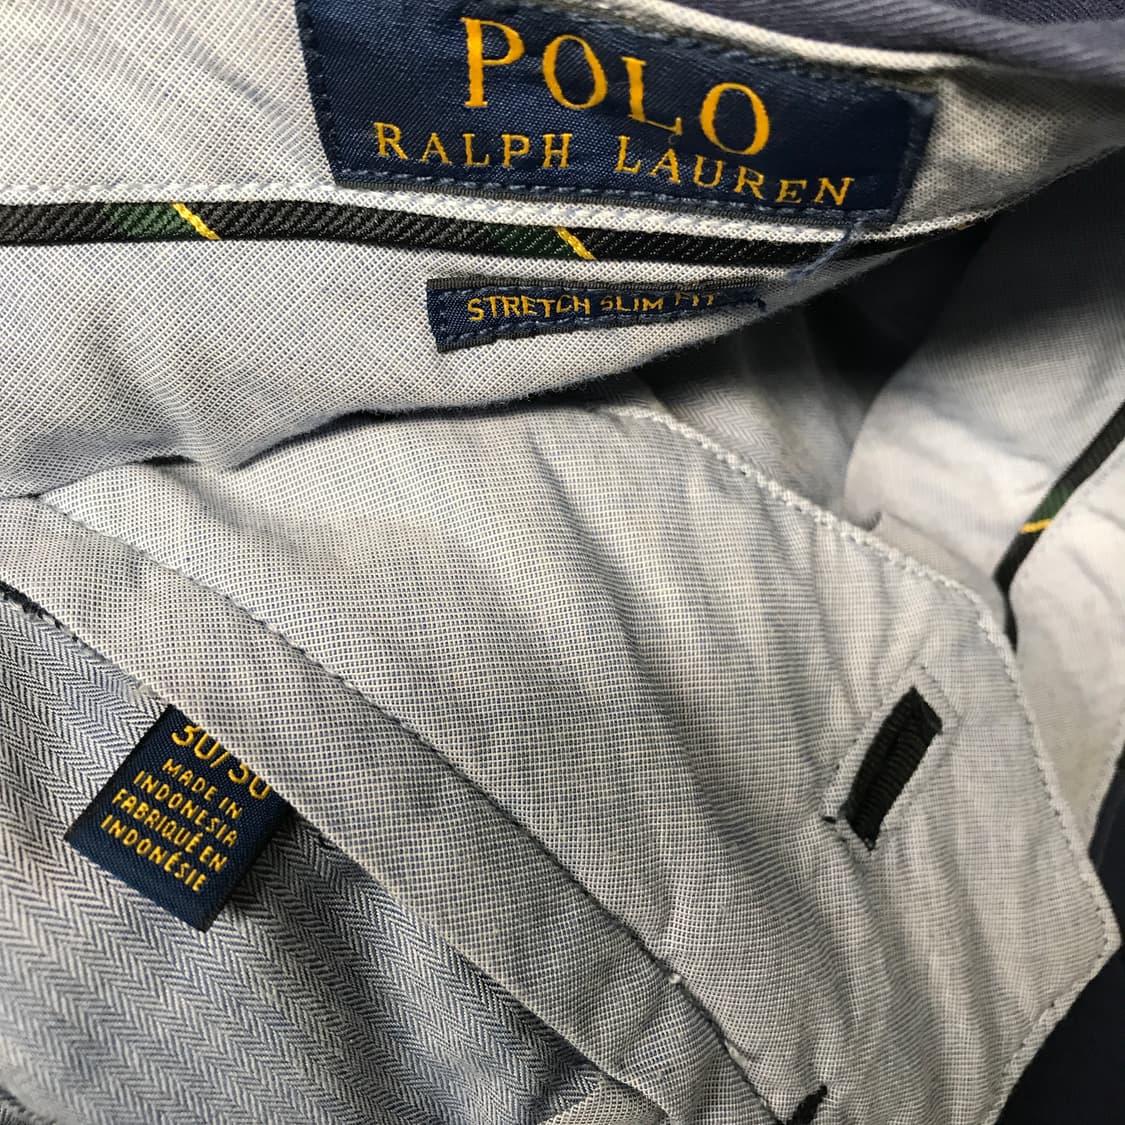 POLO
RALPH LAUREN
STRETCH SLIM FIT
30/30
MADE IN
INDONESIA
FABRIQUÉ EN
INDONÉSIE